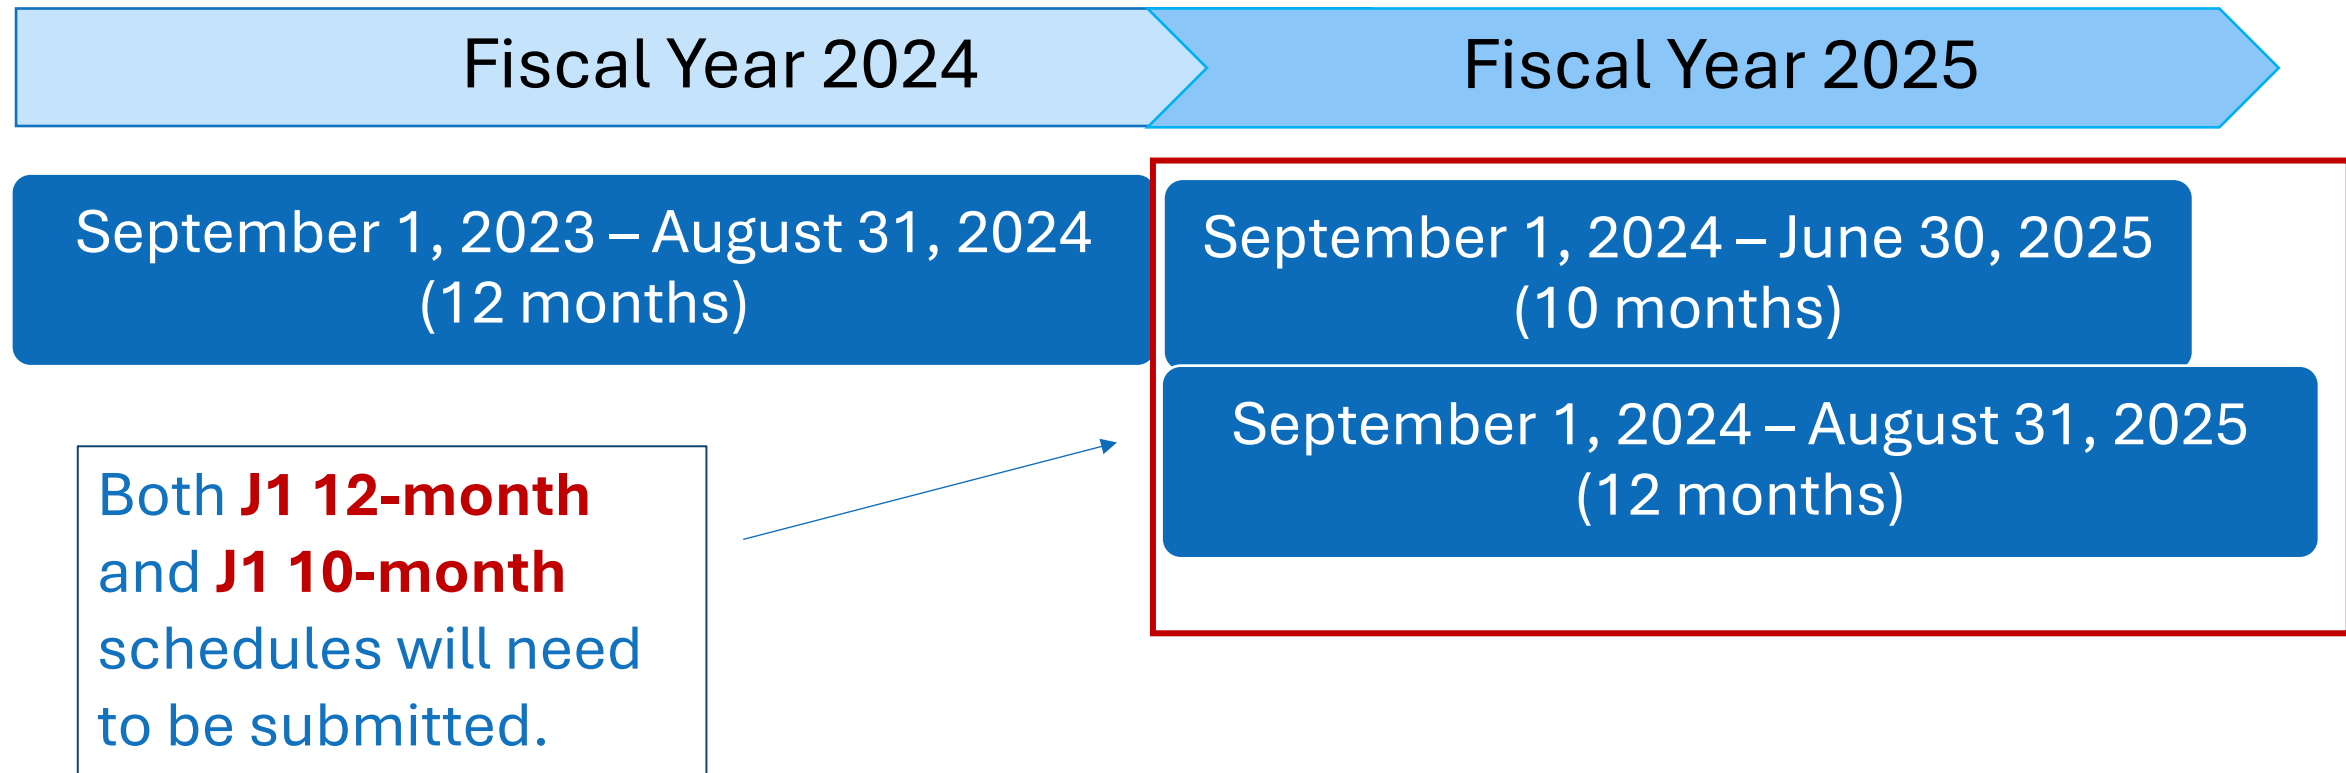 Fiscal Year 2024
Fiscal Year 2025
September 1, 2023 – August 31, 2024
(12 months)
September 1, 2024 – June 30, 2025
(10 months)
September 1, 2024 – August 31, 2025
(12 months)
Both J1 12-month
and J1 10-month
schedules will need
to be submitted.